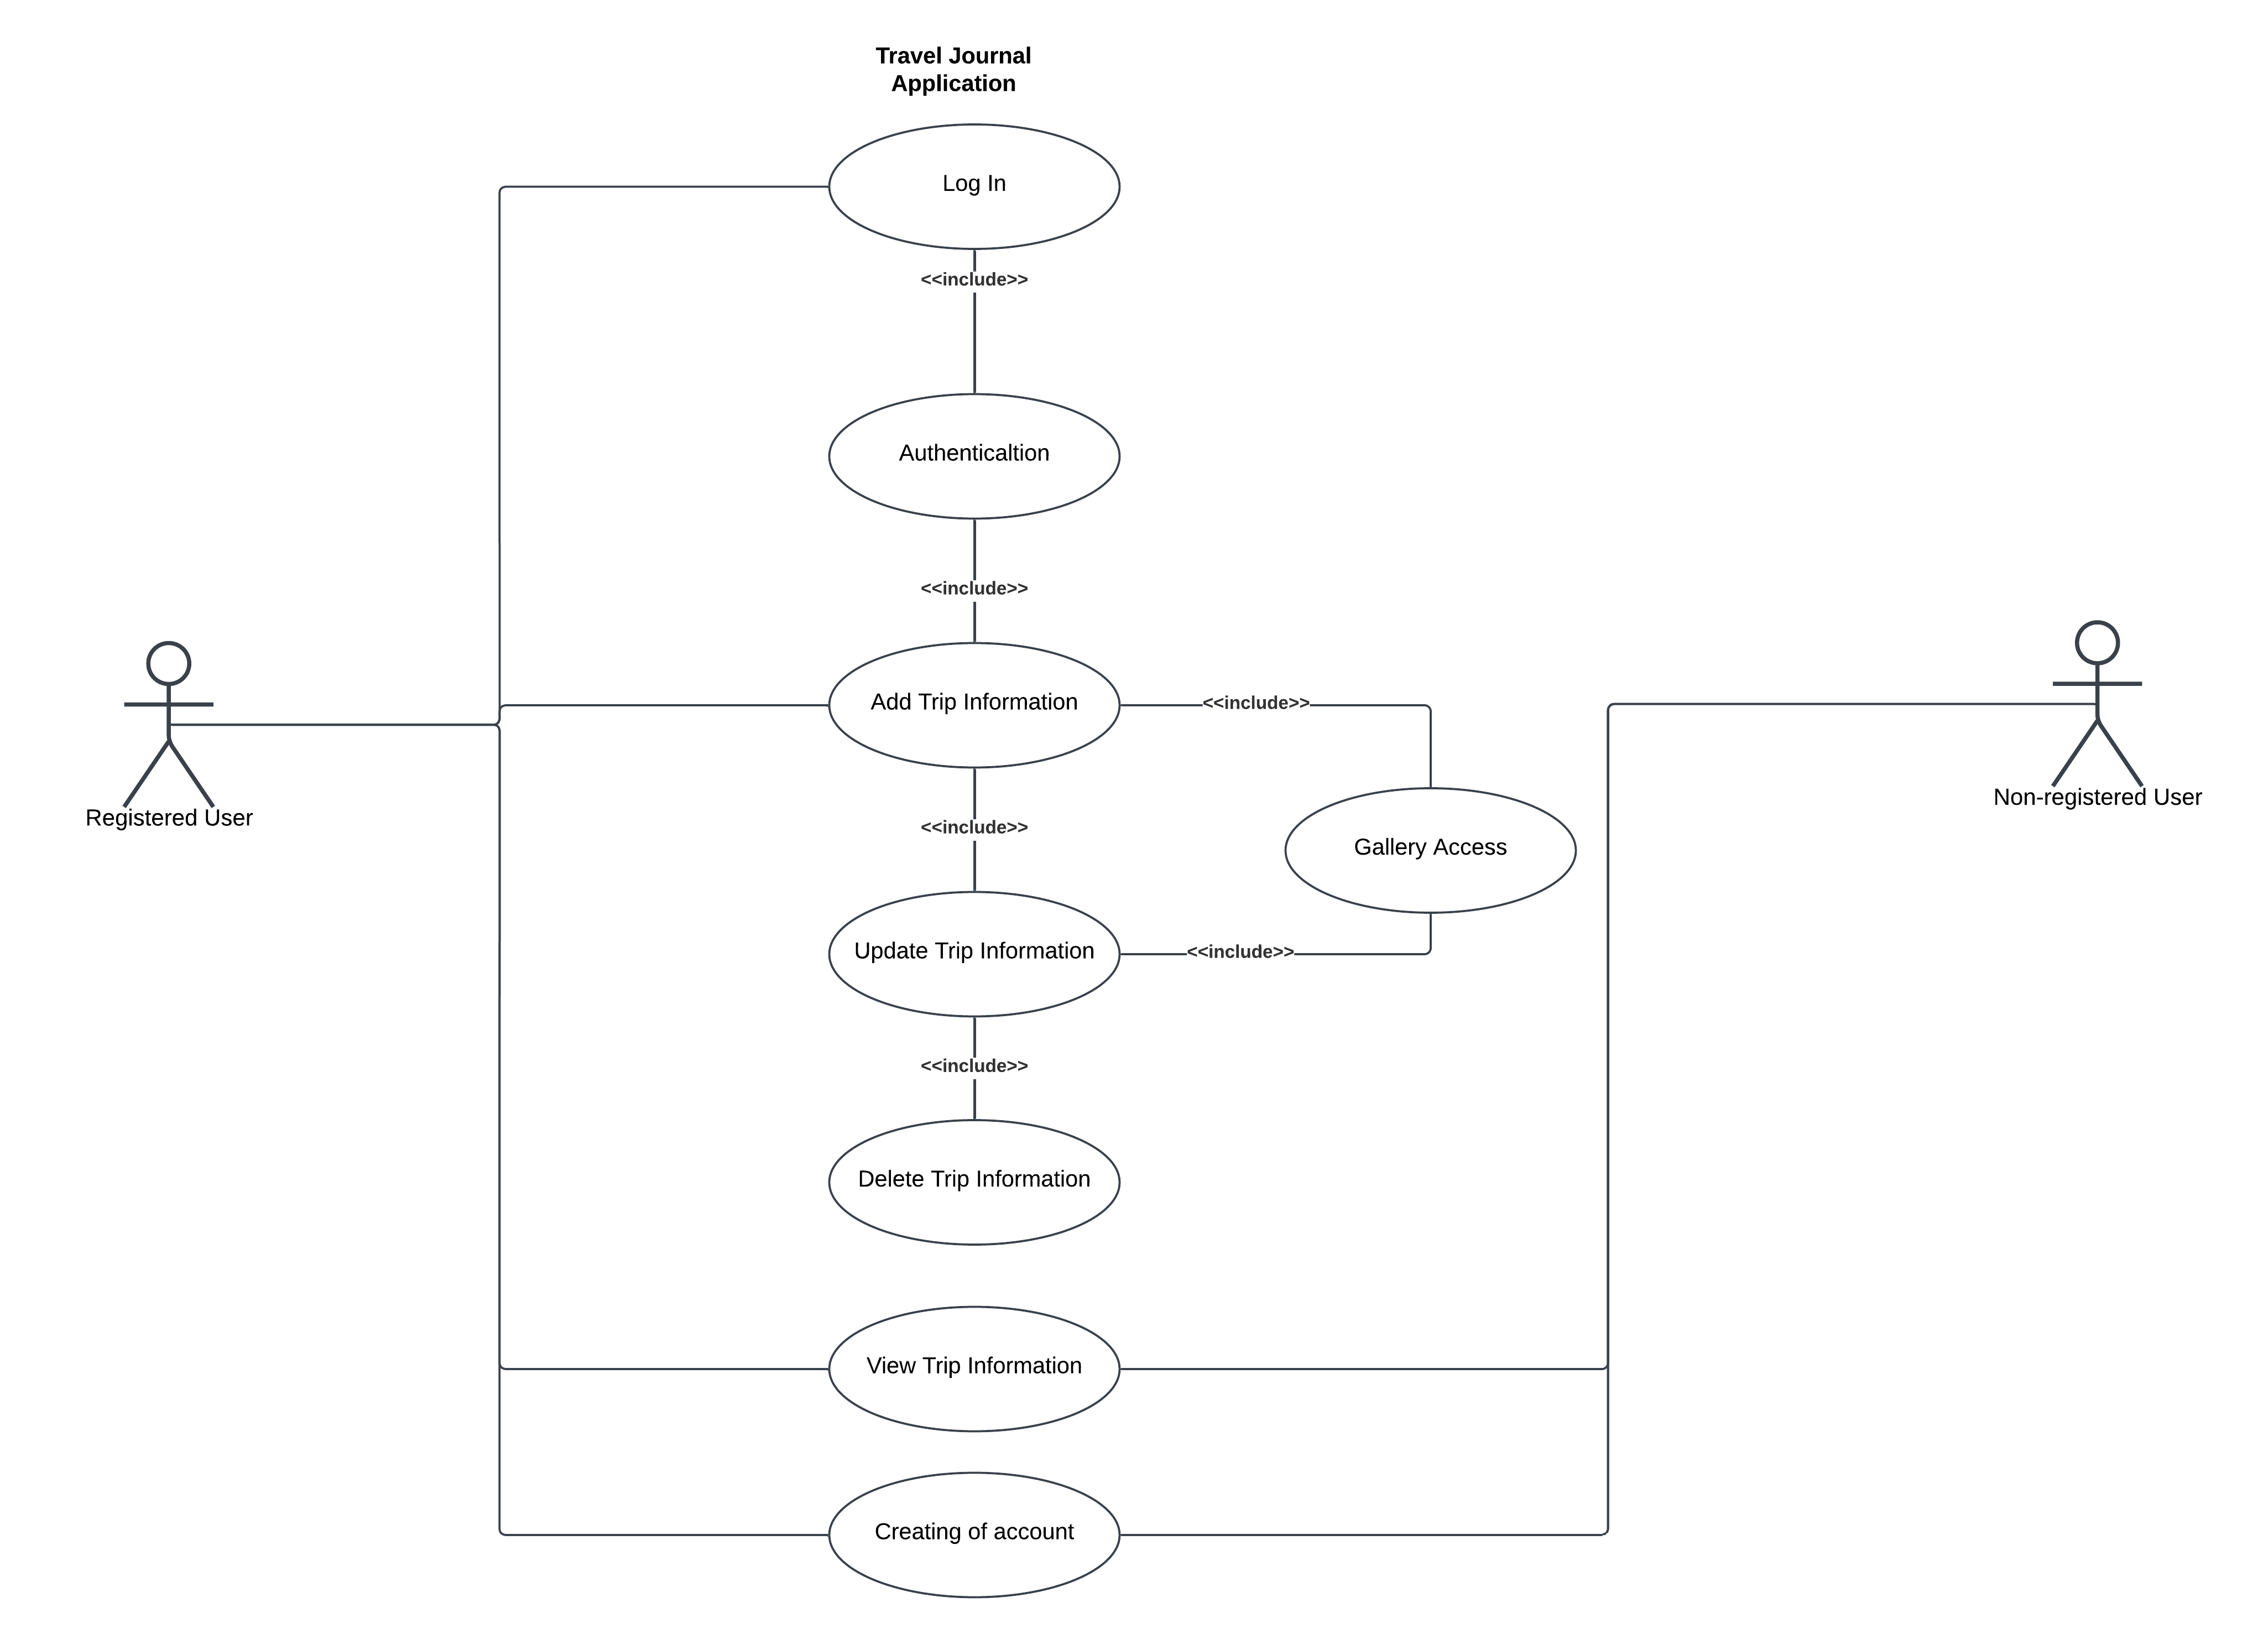 Travel Journal
Application
Log In
<<include>>
Authenticaltion
<<include>>
Add Trip Information
<<include>>
Registered User
Non-registered User
<<include>>
Gallery Access
Update Trip Information
<<include>>
<<include>>
Delete Trip Information
View Trip Information
Creating of account